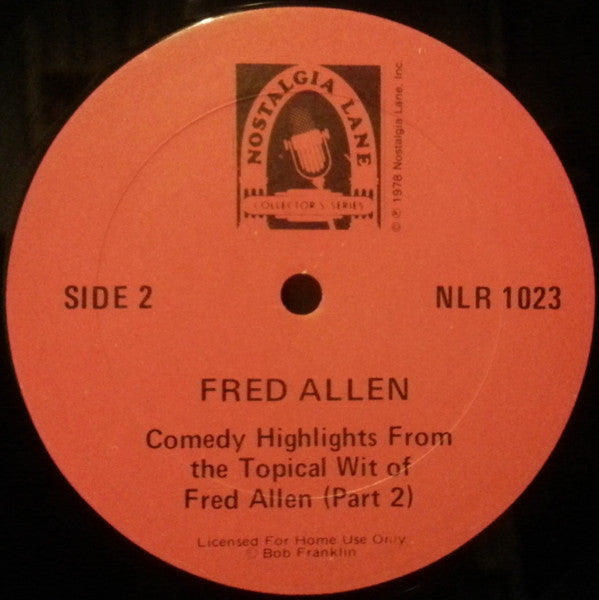 NOSTALGIA LANE
COLLECTOR'S SERIES
© ℗ 1978 Nostalgia Lane, Inc.
SIDE 2
NLR 1023
FRED ALLEN
Comedy Highlights From
the Topical Wit of
Fred Allen (Part 2)
Licensed For Home Use Only
© Bob Franklin